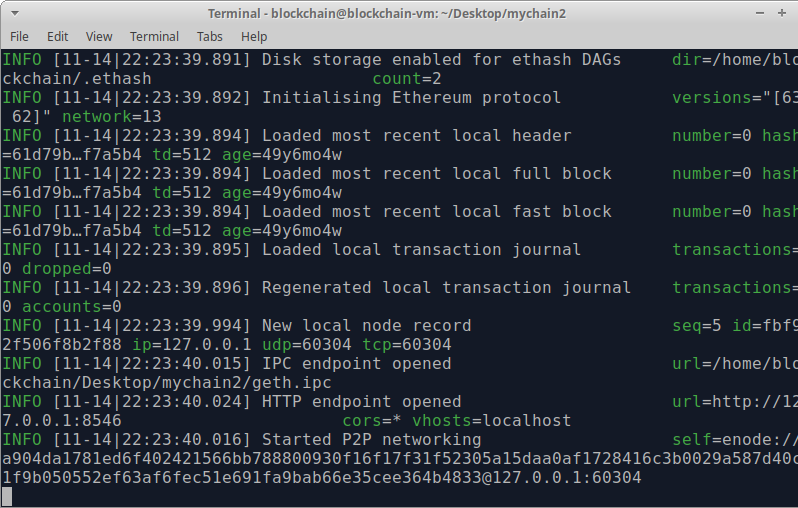 Terminal - blockchain@blockchain-vm: ~/Desktop/mychain2
File Edit View Terminal Tabs Help
INFO [11-14|22:23:39.891] Disk storage enabled for ethash DAGs dir=/home/blo
ckchain/.ethash count=2
INFO [11-14|22:23:39.892] Initialising Ethereum protocol versions="[63
62]" network=13
INFO [11-14|22:23:39.894] Loaded most recent local header number=0 hash
=61d79b…f7a5b4 td=512 age=49y6mo4w
INFO [11-14|22:23:39.894] Loaded most recent local full block number=0 hash
=61d79b…f7a5b4 td=512 age=49y6mo4w
INFO [11-14|22:23:39.894] Loaded most recent local fast block number=0 hash
=61d79b…f7a5b4 td=512 age=49y6mo4w
INFO [11-14|22:23:39.895] Loaded local transaction journal transactions=
0 dropped=0
INFO [11-14|22:23:39.896] Regenerated local transaction journal transactions=
0 accounts=0
INFO [11-14|22:23:39.994] New local node record seq=5 id=fbf9
2f506f8b2f88 ip=127.0.0.1 udp=60304 tcp=60304
INFO [11-14|22:23:40.015] IPC endpoint opened url=/home/blo
ckchain/Desktop/mychain2/geth.ipc
INFO [11-14|22:23:40.024] HTTP endpoint opened url=http://12
7.0.0.1:8546 cors=* vhosts=localhost
INFO [11-14|22:23:40.016] Started P2P networking self=enode://
a904da1781ed6f402421566bb788800930f16f17f31f52305a15daa0af1728416c3b0029a587d40c
1f9b050552ef63af6fec51e691fa9bab66e35cee364b4833@127.0.0.1:60304